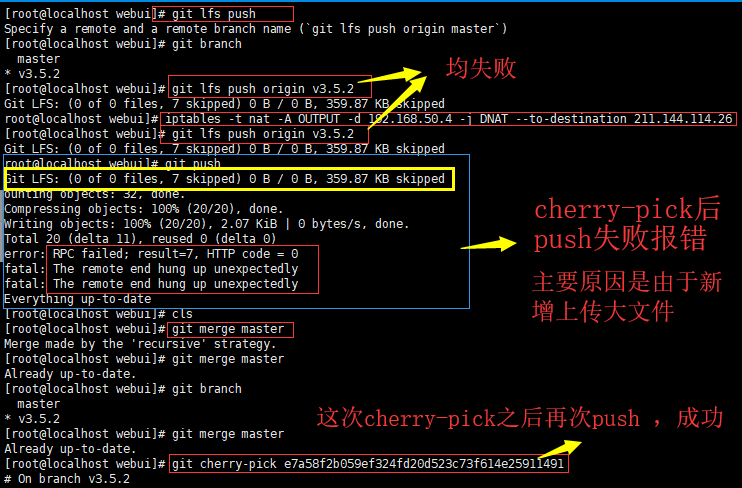 [root@localhost webui]# git lfs push
Specify a remote and a remote branch name (`git lfs push origin master`)
[root@localhost webui]# git branch
master
* v3.5.2
[root@localhost webui]# git lfs push origin v3.5.2
均失败
Git LFS: (0 of 0 files, 7 skipped) 0 B / 0 B, 359.87 KB skipped
root@localhost webui]# iptables -t nat -A OUTPUT -d 192.168.50.4 -j DNAT --to-destination 211.144.114.26
[root@localhost webui]# git lfs push origin v3.5.2
Git LFS: (0 of 0 files, 7 skipped) 0 B / 0 B, 359.87 KB skipped
root@localhost webui]# git push
Git LFS: (0 of 0 files, 7 skipped) 0 B / 0 B, 359.87 KB skipped
ounting objects: 32, done.
Compressing objects: 100% (20/20), done.
Writing objects: 100% (20/20), 2.07 KiB | 0 bytes/s, done.
Total 20 (delta 11), reused 0 (delta 0)
error: RPC failed; result=7, HTTP code = 0
fatal: The remote end hung up unexpectedly
fatal: The remote end hung up unexpectedly
Everything up-to-date
cherry-pick后
push失败报错
主要原因是由于新
增上传大文件
[root@localhost webui]# cls
[root@localhost webui]# git merge master
Merge made by the 'recursive' strategy.
[root@localhost webui]# git merge master
Already up-to-date.
[root@localhost webui]# git branch
master
* v3.5.2
这次cherry-pick之后再次push ，成功
[root@localhost webui]# git merge master
Already up-to-date.
[root@localhost webui]# git cherry-pick e7a58f2b059ef324fd20d523c73f614e25911491
# On branch v3.5.2